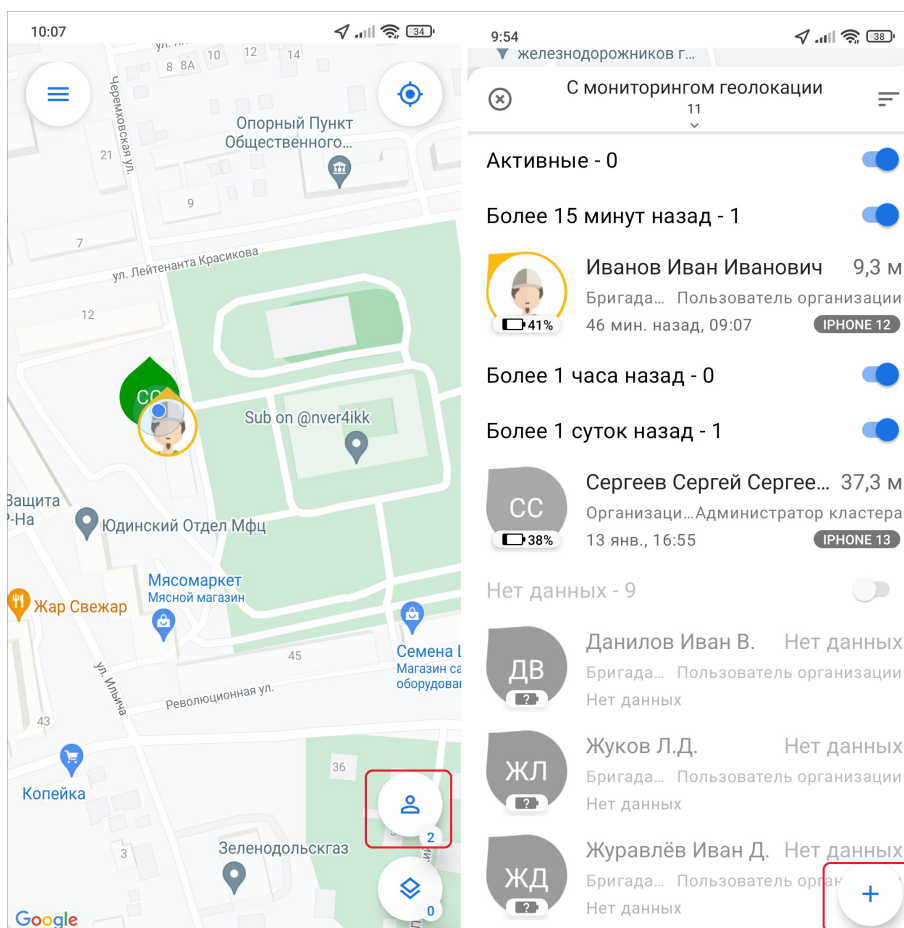 10:07
34
8 8А
10
12
14
Черемховская ул.
Опорный Пункт
Общественного...
21
9
7
ул. Лейтенанта Красикова
12
СС
Sub on @nver4ikk
Защита
Юдинский Отдел Мфц
Мясомаркет
Мясной магазин
Жар Свежар
Семена
Магазин
оборудова
45
ул. Ильича
Революционная ул.
43
36
Копейка
2
3
Зеленодольскгаз
0
Google
9:54
38
железнодорожников г...
С мониторингом геолокации
11
Активные - 0
Более 15 минут назад - 1
Иванов Иван Иванович 9,3 м
Бригада... Пользователь организации
41% 46 мин. назад, 09:07 IPHONE 12
Более 1 часа назад - 0
Более 1 суток назад - 1
Сергеев Сергей Сергее... 37,3 м
СС Организаци...Администратор кластера
38% 13 янв., 16:55 IPHONE 13
Нет данных - 9
Данилов Иван В. Нет данных
ДВ Бригада... Пользователь организации
? Нет данных
Жуков Л.Д. Нет данных
ЖЛ Бригада... Пользователь организации
? Нет данных
Журавлёв Иван Д. Нет данных
ЖД Бригада... Пользователь орган
? Нет данных
+